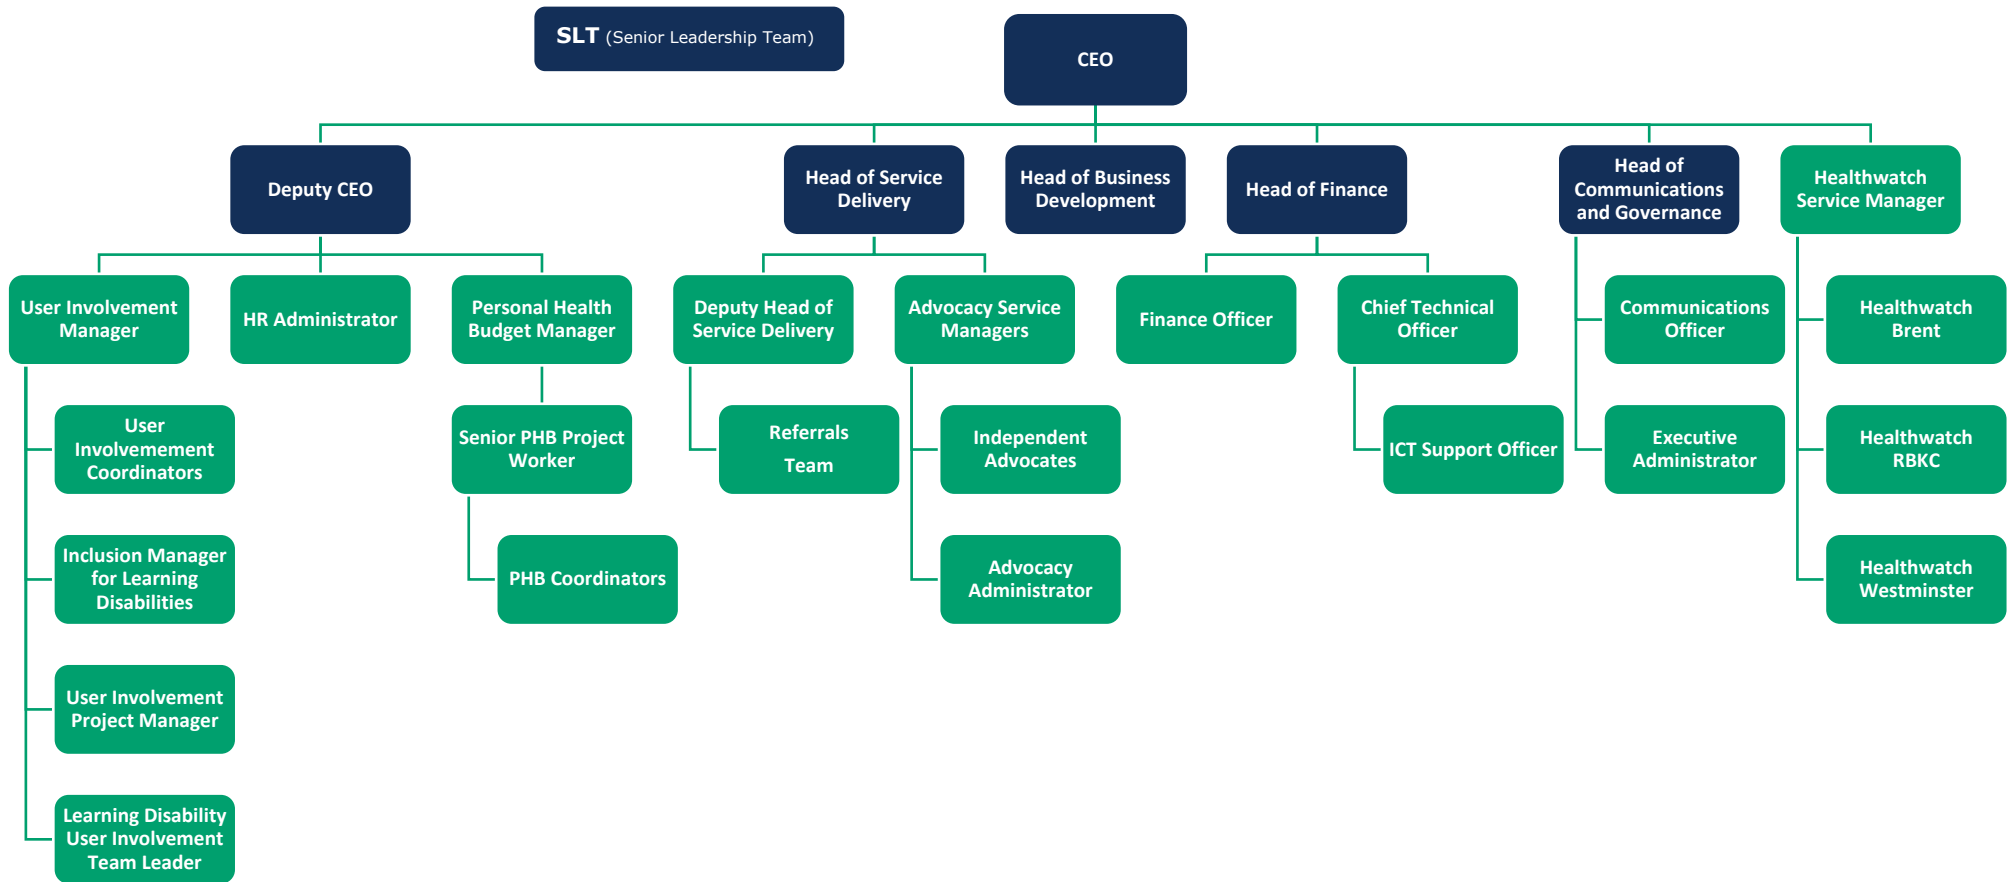 SLT (Senior Leadership Team)
CEO
Deputy CEO
Head of Service
Delivery
Head of Business
Development
Head of Finance
Head of
Communications
and Governance
Healthwatch
Service Manager
User Involvement
Manager
HR Administrator
Personal Health
Budget Manager
Deputy Head of
Service Delivery
Advocacy Service
Managers
Finance Officer
Chief Technical
Officer
Communications
Officer
Healthwatch
Brent
User
Involvemement
Coordinators
Senior PHB Project
Worker
Referrals
Team
Independent
Advocates
ICT Support Officer
Executive
Administrator
Healthwatch
RBKC
Inclusion Manager
for Learning
Disabilities
PHB Coordinators
Advocacy
Administrator
Healthwatch
Westminster
User Involvement
Project Manager
Learning Disability
User Involvement
Team Leader